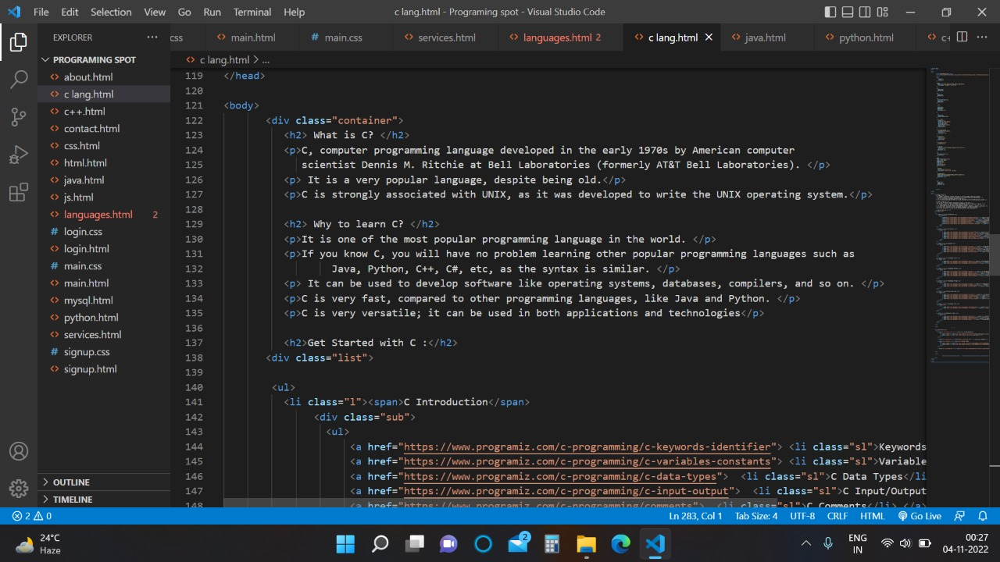 File Edit Selection View Go Run Terminal Help
c lang.html - Programing spot - Visual Studio Code
EXPLORER
PROGRAMING SPOT
about.html
c lang.html
c++.html
contact.html
css.html
html.html
java.html
js.html
languages.html 2
login.css
login.html
main.css
main.html
mysql.html
python.html
services.html
signup.css
signup.html
OUTLINE
TIMELINE
css main.html main.css services.html languages.html 2 c lang.html java.html python.html c+
c lang.html > ...
119 </head>
120
121 <body>
122 <div class="container">
123 <h2> What is C? </h2>
124 <p>C, computer programming language developed in the early 1970s by American computer
125 scientist Dennis M. Ritchie at Bell Laboratories (formerly AT&T Bell Laboratories). </p>
126 <p> It is a very popular language, despite being old.</p>
127 <p>C is strongly associated with UNIX, as it was developed to write the UNIX operating system.</p>
128
129 <h2> Why to learn C? </h2>
130 <p>It is one of the most popular programming language in the world. </p>
131 <p>If you know C, you will have no problem learning other popular programming languages such as
132 Java, Python, C++, C#, etc, as the syntax is similar. </p>
133 <p> It is used to develop software like operating systems, databases, compilers, and so on. </p>
134 <p>C is very fast, compared to other programming languages, like Java and Python. </p>
135 <p>C is very versatile; it can be used in both applications and technologies</p>
136
137 <h2>Get started with C :-</h2>
138 <div class="list">
139
140 <ul>
141 <li class="l"><span>C Introduction</span>
142 <div class="sub">
143 <ul>
144 <a href="https://www.programiz.com/c-programming/c-keywords-identifier"> <li class="sl">Keywords
145 <a href="https://www.programiz.com/c-programming/c-variables-constants"> <li class="sl">Variable
146 <a href="https://www.programiz.com/c-programming/c-data-types"> <li class="sl">C Data Types</li
147 <a href="https://www.programiz.com/c-programming/c-input-output"> <li class="sl">C Input/Output
148 <a href="https://www.programiz.com/c-programming/comments"> <li class="sl">C Comments</li> </a>
2 0
Ln 283, Col 1 Tab Size: 4 UTF-8 CRLF HTML Go Live
24°C
Haze
2
ENG
IN
00:27
04-11-2022